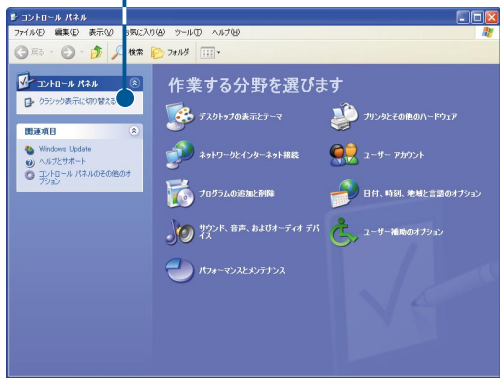 コントロール パネル
ファイル(F) 編集(E) 表示(V) お気に入り(A) ツール(T) ヘルプ(H)
戻る 検索 フォルダ
コントロール パネル
クラシック表示に切り替える
関連項目
Windows Update
ヘルプとサポート
コントロール パネルのその他のオプション
作業する分野を選びます
デスクトップの表示とテーマ
プリンタとその他のハードウェア
ネットワークとインターネット接続
ユーザー アカウント
プログラムの追加と削除
日付、時刻、地域と言語のオプション
サウンド、音声、およびオーディオ デバ
イス
ユーザー補助のオプション
パフォーマンスとメンテナンス